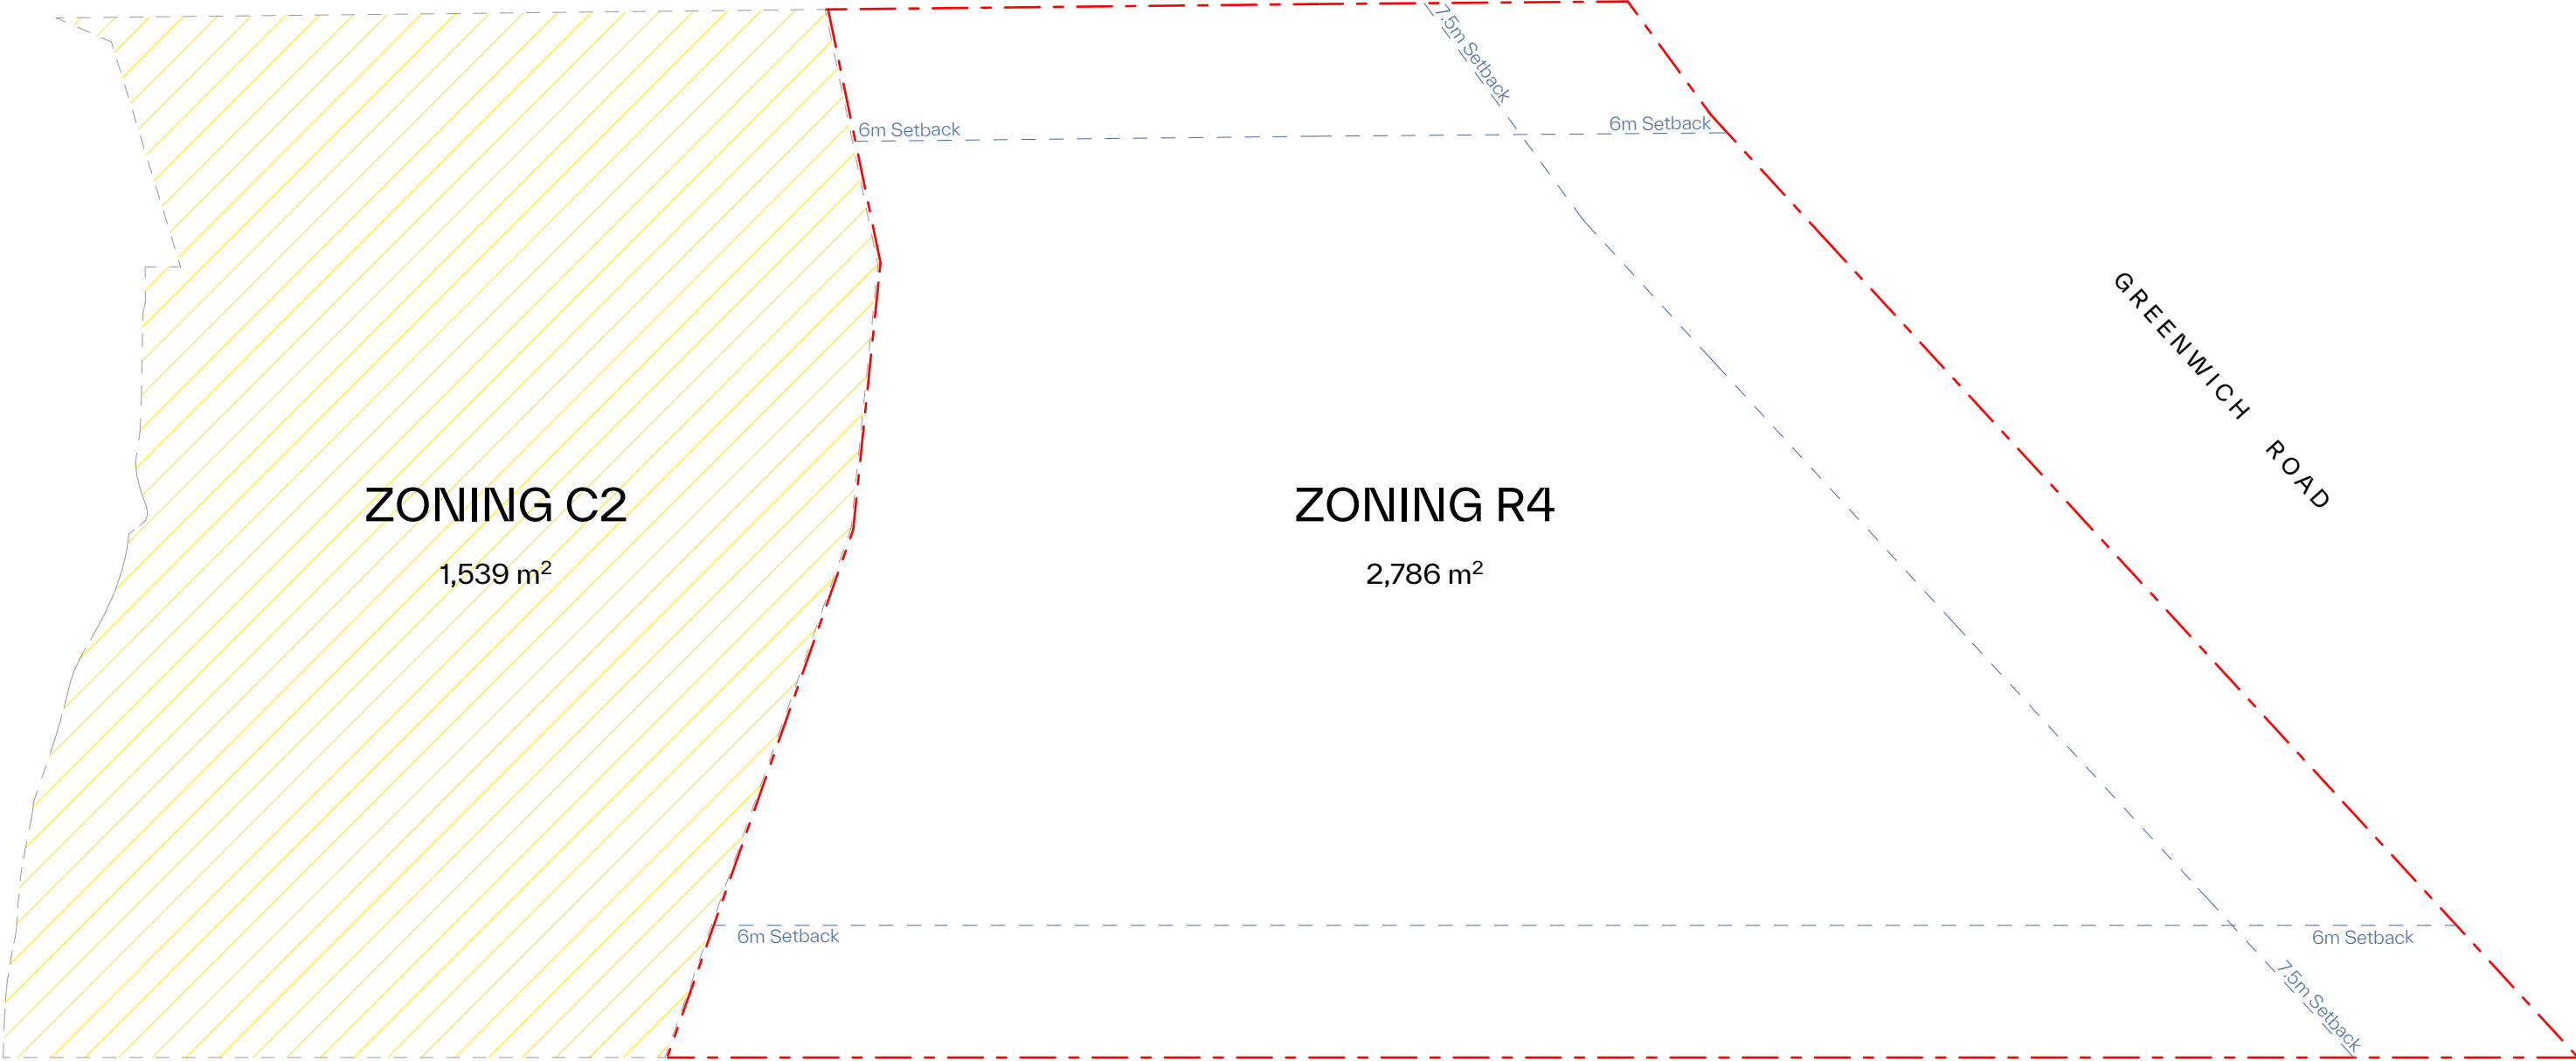 7.5m Setback
6m Setback
6m Setback
GREENWICH ROAD
ZONING C2
1,539 m²
ZONING R4
2,786 m²
6m Setback
6m Setback
7.5m Setback